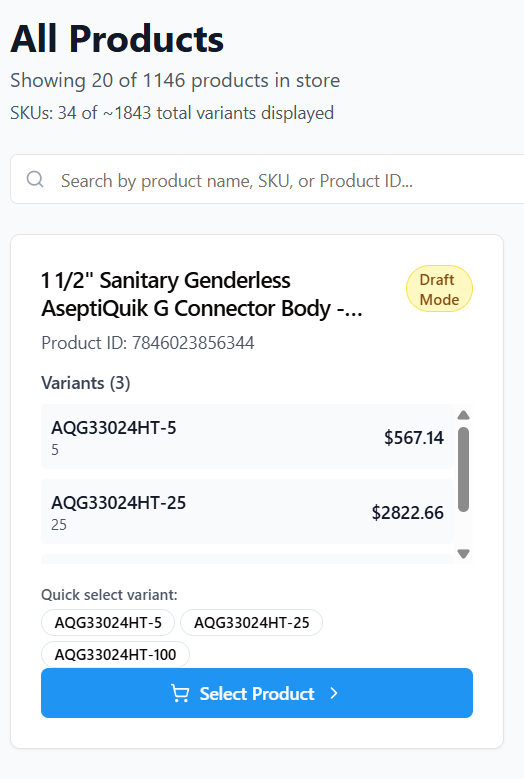 All Products
Showing 20 of 1146 products in store
SKUs: 34 of ~1843 total variants displayed
Search by product name, SKU, or Product ID...
1 1/2" Sanitary Genderless
AseptiQuik G Connector Body -...
Draft
Mode
Product ID: 7846023856344
Variants (3)
AQG33024HT-5
5
$567.14
AQG33024HT-25
25
$2822.66
Quick select variant:
AQG33024HT-5
AQG33024HT-25
AQG33024HT-100
Select Product